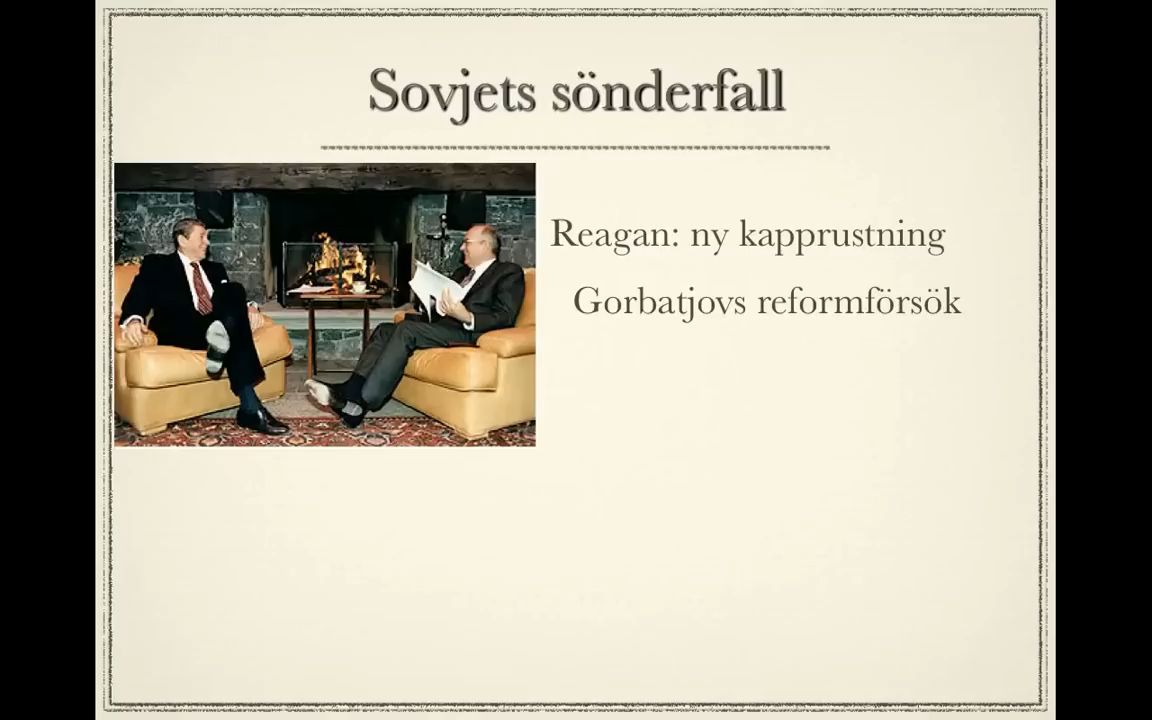 Sovjets sönderfall
Reagan: ny kapprustning
Gorbatjovs reformförsök